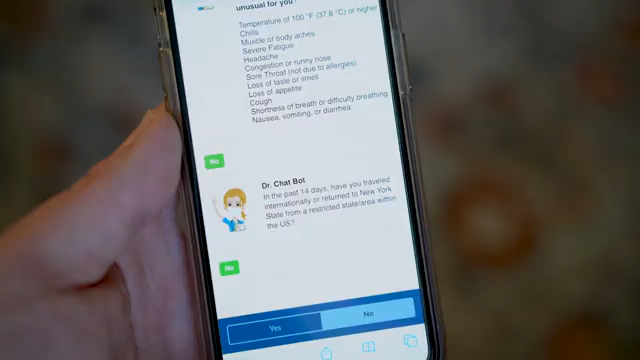 unusual for you?
Temperature of 100 °F (37.8 °C) or higher
Chills
Muscle or body aches
Severe Fatigue
Headache
Congestion or runny nose
Sore Throat (not due to allergies)
Loss of taste or smell
Loss of appetite
Cough
Shortness of breath or difficulty breathing
Nausea, vomiting, or diarrhea
No
Dr. Chat Bot
In the past 14 days, have you traveled
internationally or returned to New York
State from a restricted state/area within
the US?
No
Yes
No